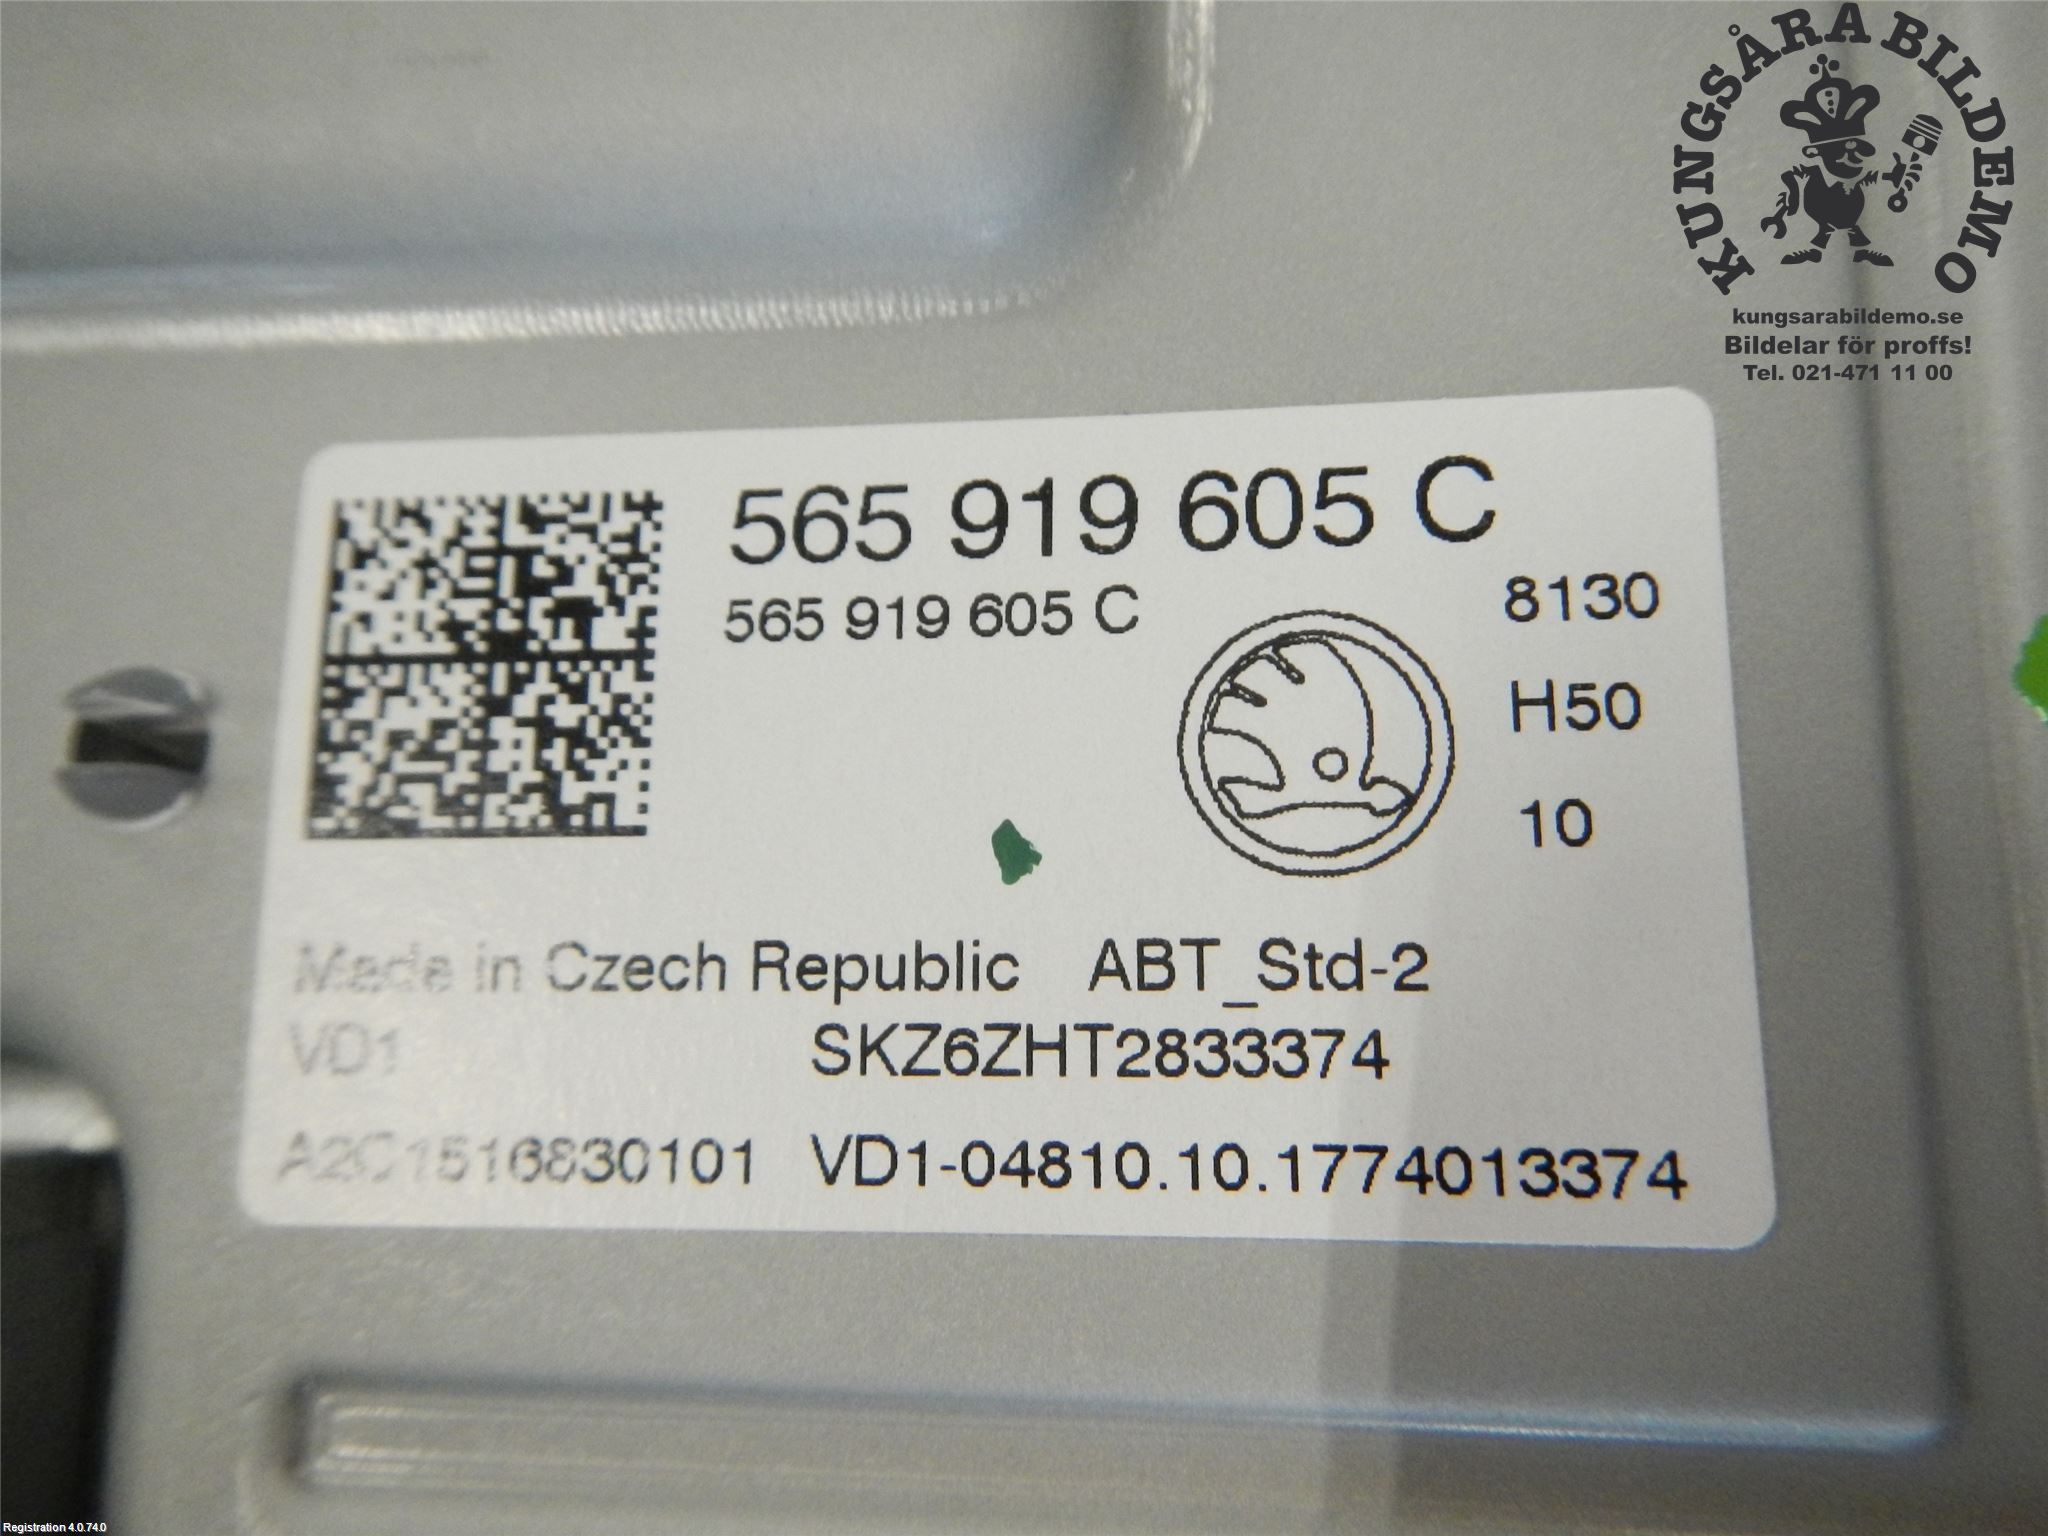 KUNGSÅRA BILDEMO
kungsarabildemo.se
Bildelar för proffs!
Tel. 021-471 11 00
565 919 605 C
565 919 605 C
8130
H50
10
Made in Czech Republic ABT_Std-2
VD1 SKZ6ZHT2833374
A2C1516830101 VD1-04810.10.1774013374
Registration 4.0.74.0